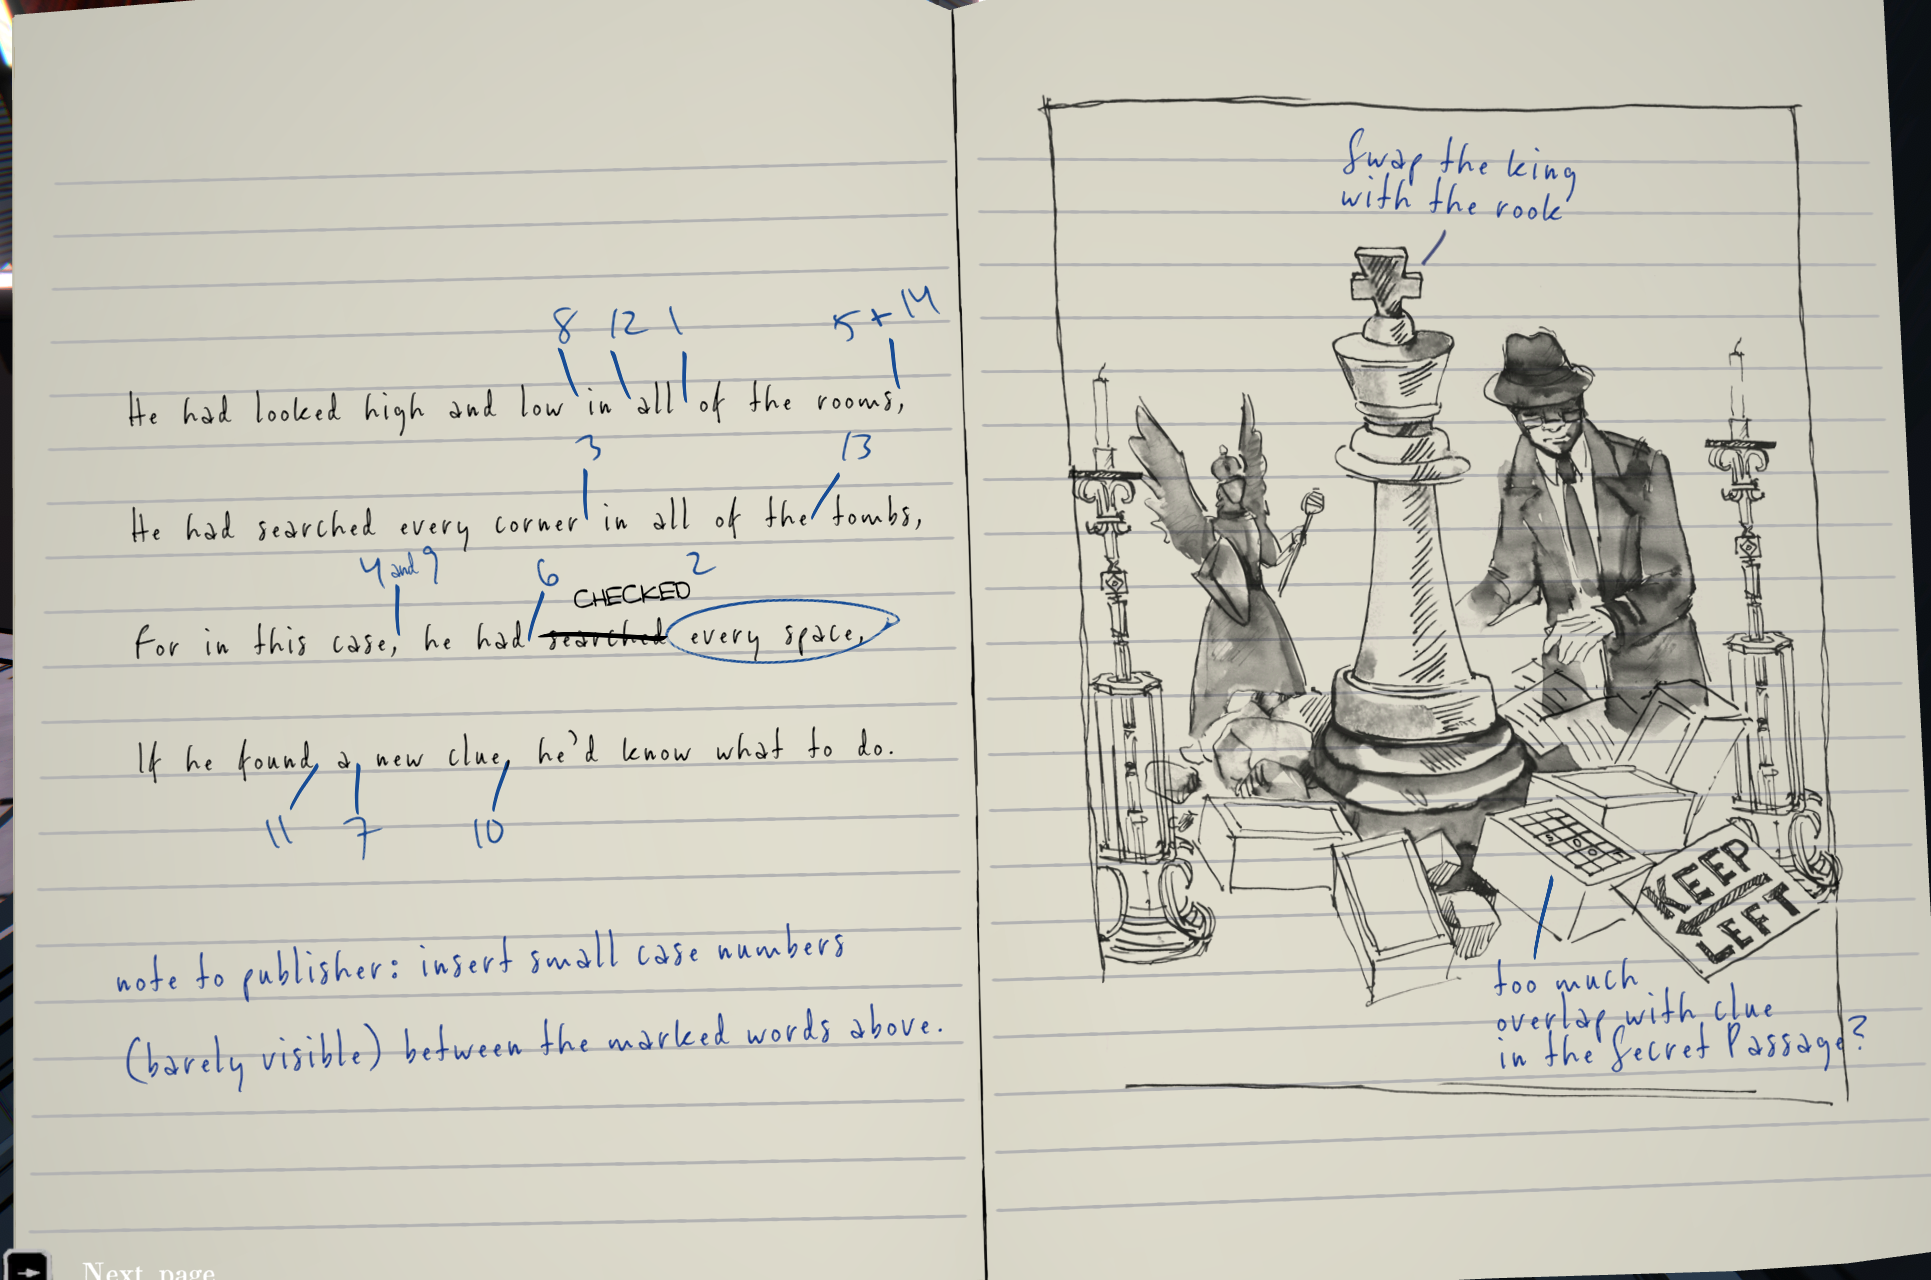 8 12 1 5 + 14
He had looked high and low in all of the rooms,
3 13
He had searched every corner in all of the tombs,
4 and 9 6 2
CHECKED
For in this case, he had searched every space,
If he found a new clue, he'd know what to do.
11 7 10
note to publisher: insert small case numbers
(barely visible) between the marked words above.
Next page
Swap the king
with the rook
KEEP
LEFT
too much
overlap with clue
in the Secret Passage?